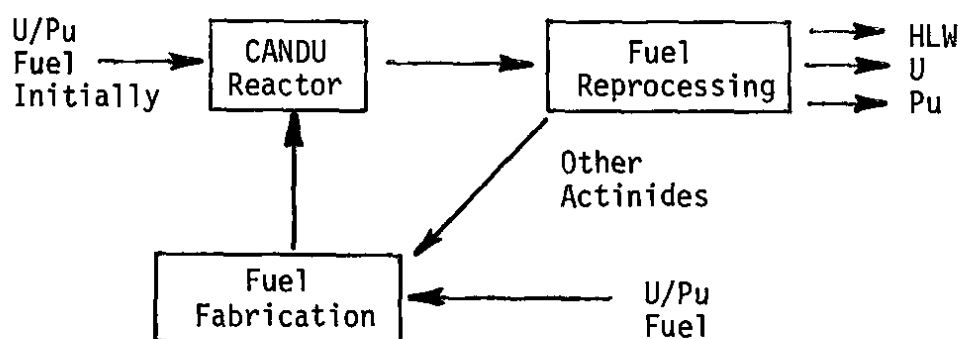 U/Pu
Fuel
Initially
CANDU
Reactor
Fuel
Reprocessing
HLW
U
Pu
Other
Actinides
Fuel
Fabrication
U/Pu
Fuel